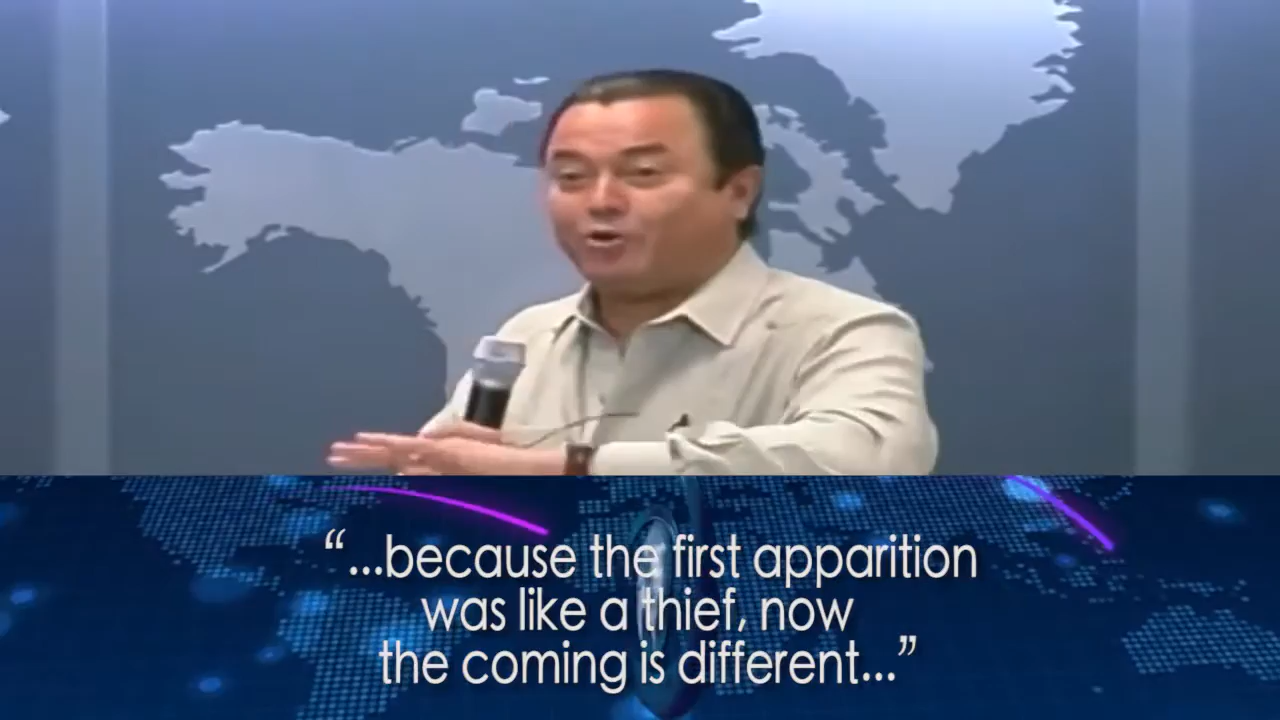 “...because the first apparition
was like a thief, now
the coming is different...”